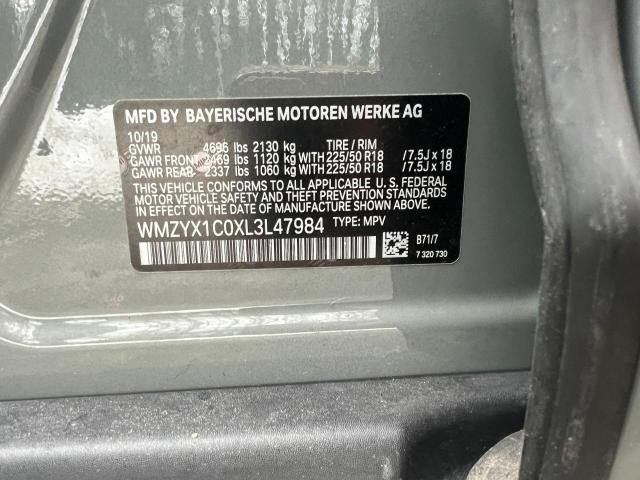 MFD BY BAYERISCHE MOTOREN WERKE AG
10/19
GVWR 4696 lbs 2130 kg TIRE / RIM
GAWR FRONT 2469 lbs 1120 kg WITH 225/50 R18 / 7.5J x 18
GAWR REAR 2337 lbs 1060 kg WITH 225/50 R18 / 7.5J x 18
THIS VEHICLE CONFORMS TO ALL APPLICABLE U. S. FEDERAL
MOTOR VEHICLE SAFETY, BUMPER, AND THEFT PREVENTION
STANDARDS IN EFFECT ON THE DATE OF MANUFACTURE SHOWN ABOVE.
WMZYX1C0XL3L47984 TYPE: MPV
B71/7
7 320 730